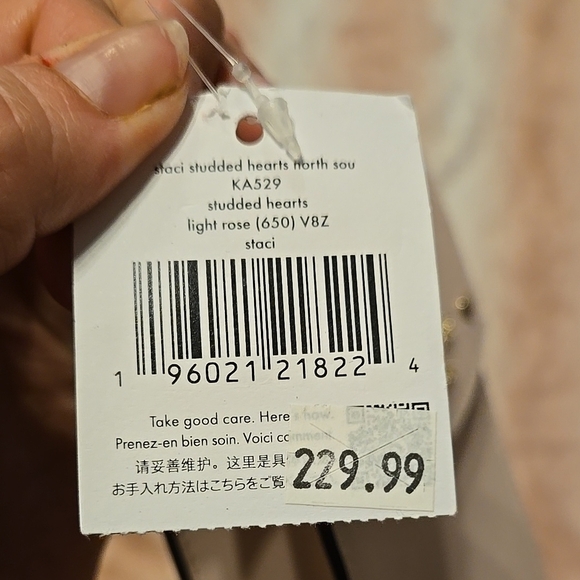 staci studded hearts north sou
KA529
studded hearts
light rose (650) V8Z
staci
1 96021 21822 4
Take good care. Here s how.
Prenez-en bien soin. Voici comment
请妥善维护。这里是具
お手入れ方法はこちらをご覧
229.99